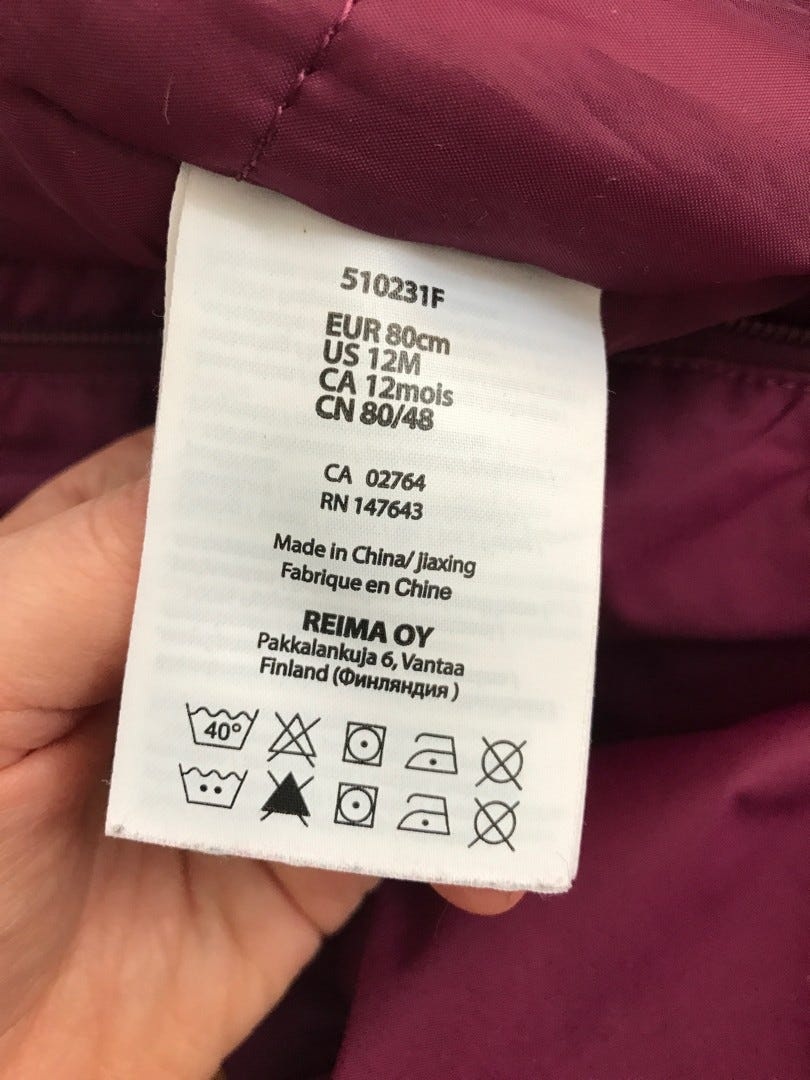 510231F
EUR 80cm
US 12M
CA 12mois
CN 80/48
CA 02764
RN 147643
Made in China/ Jiaxing
Fabrique en Chine
REIMA OY
Pakkalankuja 6, Vantaa
Finland (Финляндия )
40°